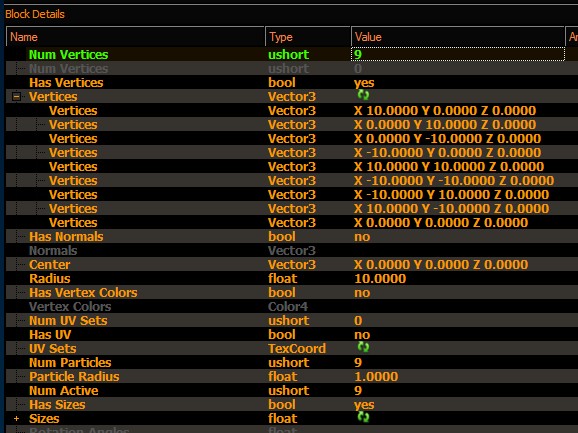 Block Details
Name Type Value Ar
Num Vertices ushort 9
Num Vertices ushort 0
Has Vertices bool yes
Vertices Vector3
Vertices Vector3 X 10.0000 Y 0.0000 Z 0.0000
Vertices Vector3 X 0.0000 Y 10.0000 Z 0.0000
Vertices Vector3 X 0.0000 Y -10.0000 Z 0.0000
Vertices Vector3 X -10.0000 Y 0.0000 Z 0.0000
Vertices Vector3 X 10.0000 Y 10.0000 Z 0.0000
Vertices Vector3 X -10.0000 Y -10.0000 Z 0.0000
Vertices Vector3 X -10.0000 Y 10.0000 Z 0.0000
Vertices Vector3 X 10.0000 Y -10.0000 Z 0.0000
Vertices Vector3 X 0.0000 Y 0.0000 Z 0.0000
Has Normals bool no
Normals Vector3
Center Vector3 X 0.0000 Y 0.0000 Z 0.0000
Radius float 10.0000
Has Vertex Colors bool no
Vertex Colors Color4
Num UV Sets ushort 0
Has UV bool no
UV Sets TexCoord
Num Particles ushort 9
Particle Radius float 1.0000
Num Active ushort 9
Has Sizes bool yes
Sizes float
Rotation Angles float